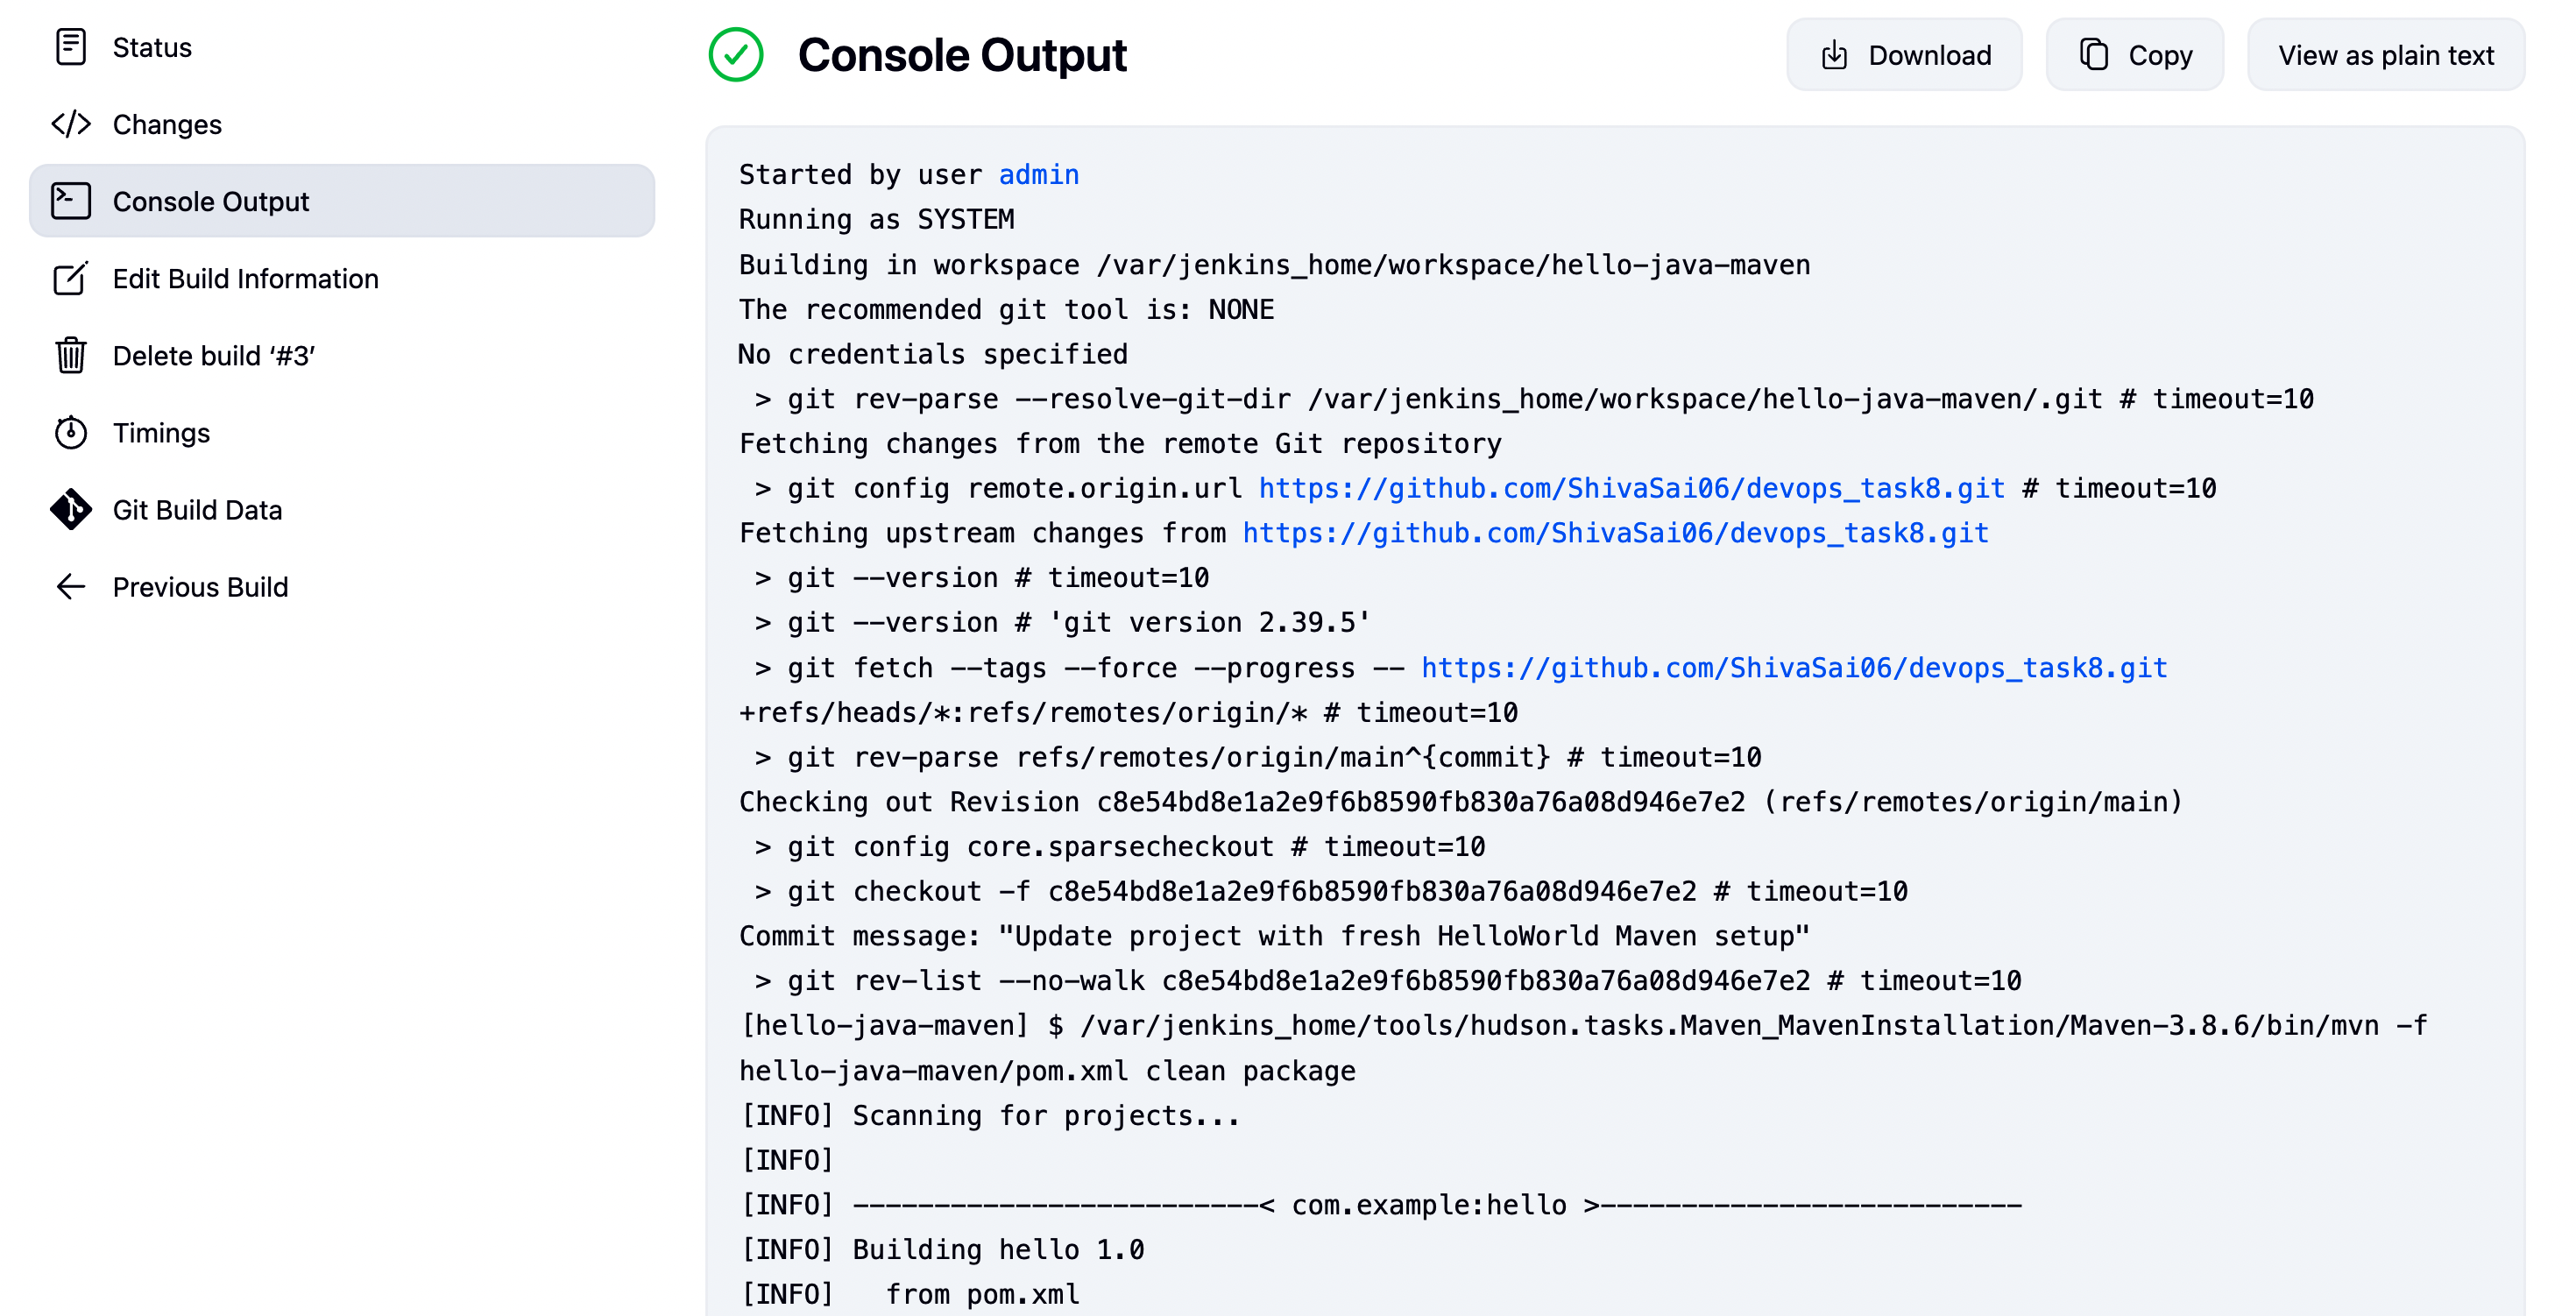 Status
Changes
Console Output
Edit Build Information
Delete build ‘#3’
Timings
Git Build Data
Previous Build
Console Output
Download
Copy
View as plain text
Started by user admin
Running as SYSTEM
Building in workspace /var/jenkins_home/workspace/hello-java-maven
The recommended git tool is: NONE
No credentials specified
 > git rev-parse --resolve-git-dir /var/jenkins_home/workspace/hello-java-maven/.git # timeout=10
Fetching changes from the remote Git repository
 > git config remote.origin.url https://github.com/ShivaSai06/devops_task8.git # timeout=10
Fetching upstream changes from https://github.com/ShivaSai06/devops_task8.git
 > git --version # timeout=10
 > git --version # 'git version 2.39.5'
 > git fetch --tags --force --progress -- https://github.com/ShivaSai06/devops_task8.git
+refs/heads/*:refs/remotes/origin/* # timeout=10
 > git rev-parse refs/remotes/origin/main^{commit} # timeout=10
Checking out Revision c8e54bd8e1a2e9f6b8590fb830a76a08d946e7e2 (refs/remotes/origin/main)
 > git config core.sparsecheckout # timeout=10
 > git checkout -f c8e54bd8e1a2e9f6b8590fb830a76a08d946e7e2 # timeout=10
Commit message: "Update project with fresh HelloWorld Maven setup"
 > git rev-list --no-walk c8e54bd8e1a2e9f6b8590fb830a76a08d946e7e2 # timeout=10
[hello-java-maven] $ /var/jenkins_home/tools/hudson.tasks.Maven_MavenInstallation/Maven-3.8.6/bin/mvn -f
hello-java-maven/pom.xml clean package
[INFO] Scanning for projects...
[INFO]
[INFO] -------------------------< com.example:hello >--------------------------
[INFO] Building hello 1.0
[INFO]   from pom.xml